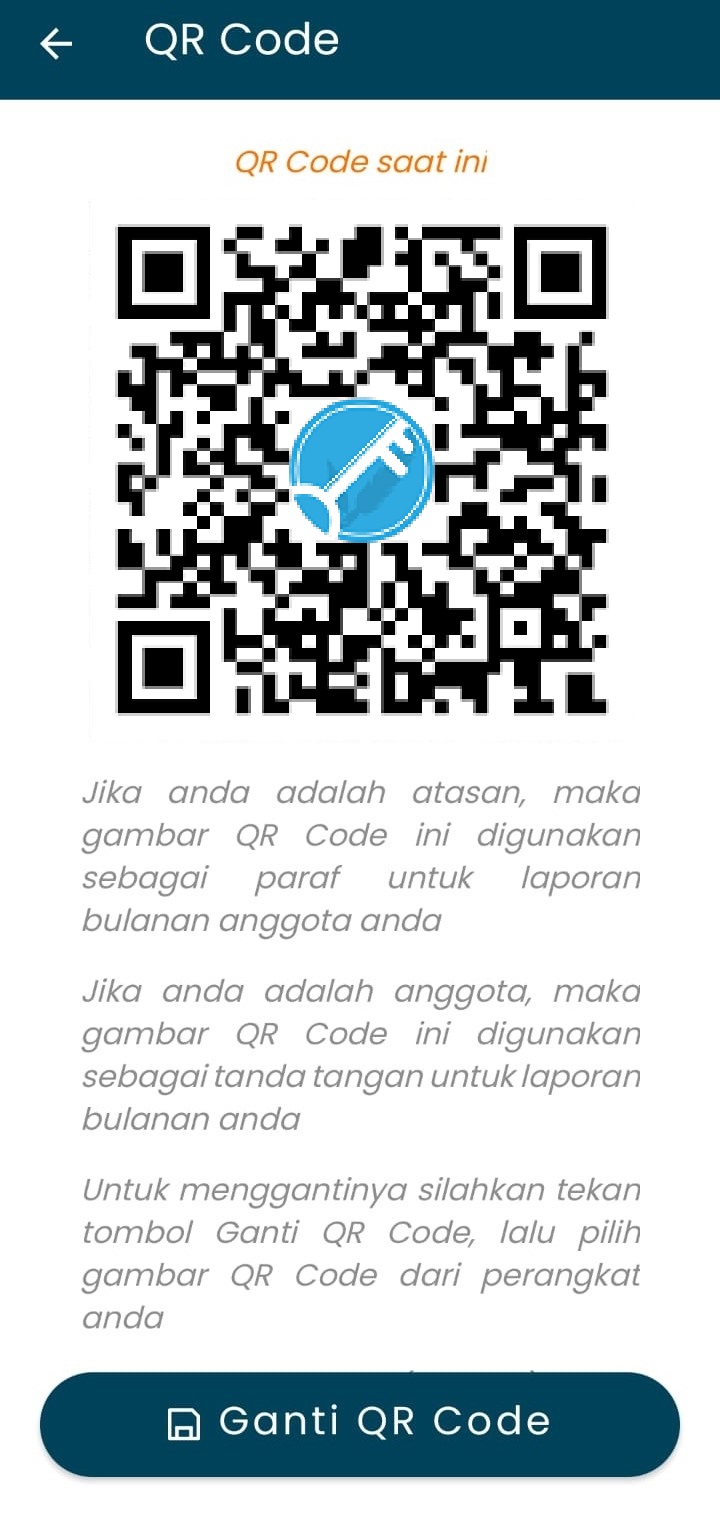 QR Code
QR Code saat ini
Jika anda adalah atasan, maka
gambar QR Code ini digunakan
sebagai paraf untuk laporan
bulanan anggota anda
Jika anda adalah anggota, maka
gambar QR Code ini digunakan
sebagai tanda tangan untuk laporan
bulanan anda
Untuk menggantinya silahkan tekan
tombol Ganti QR Code, lalu pilih
gambar QR Code dari perangkat
anda
Ganti QR Code